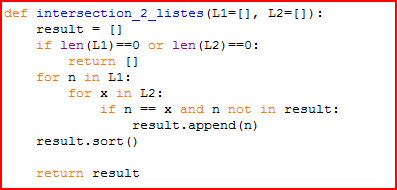 def intersection_2_listes(L1=[], L2=[]):
    result = []
    if len(L1)==0 or len(L2)==0:
        return []
    for n in L1:
        for x in L2:
            if n == x and n not in result:
                result.append(n)
    result.sort()

    return result